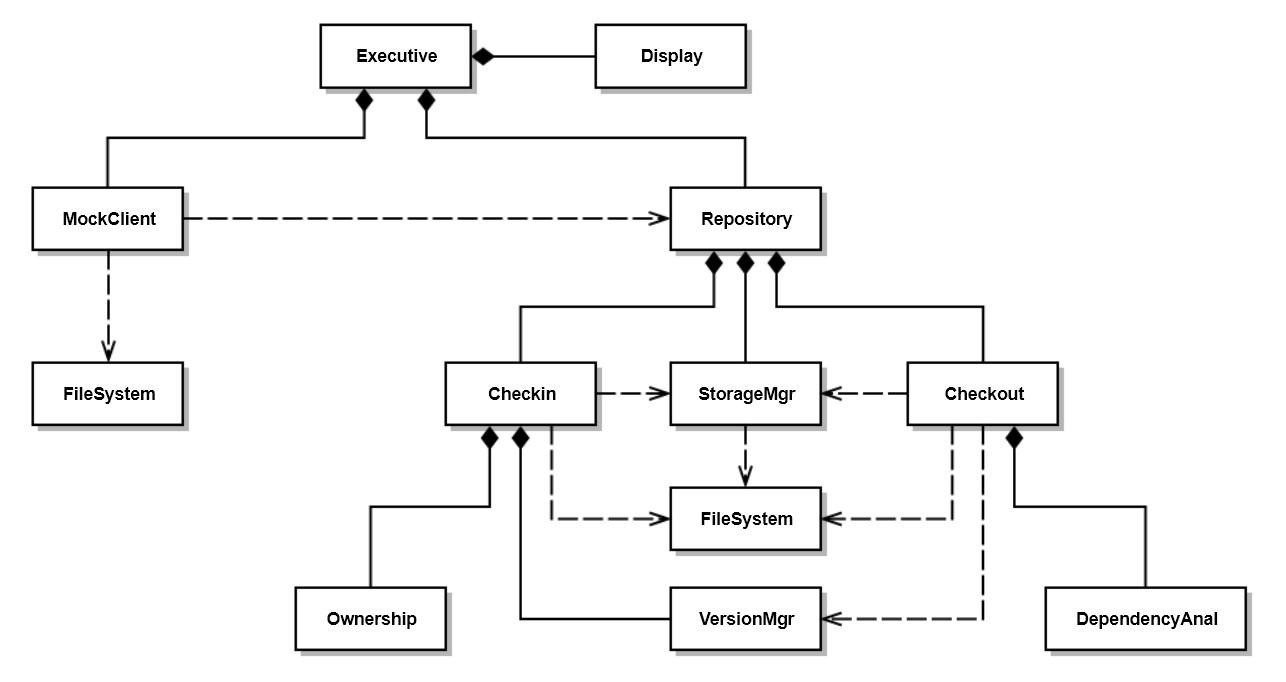 Executive
Display
MockClient
Repository
FileSystem
Checkin
StorageMgr
Checkout
FileSystem
Ownership
VersionMgr
DependencyAnal